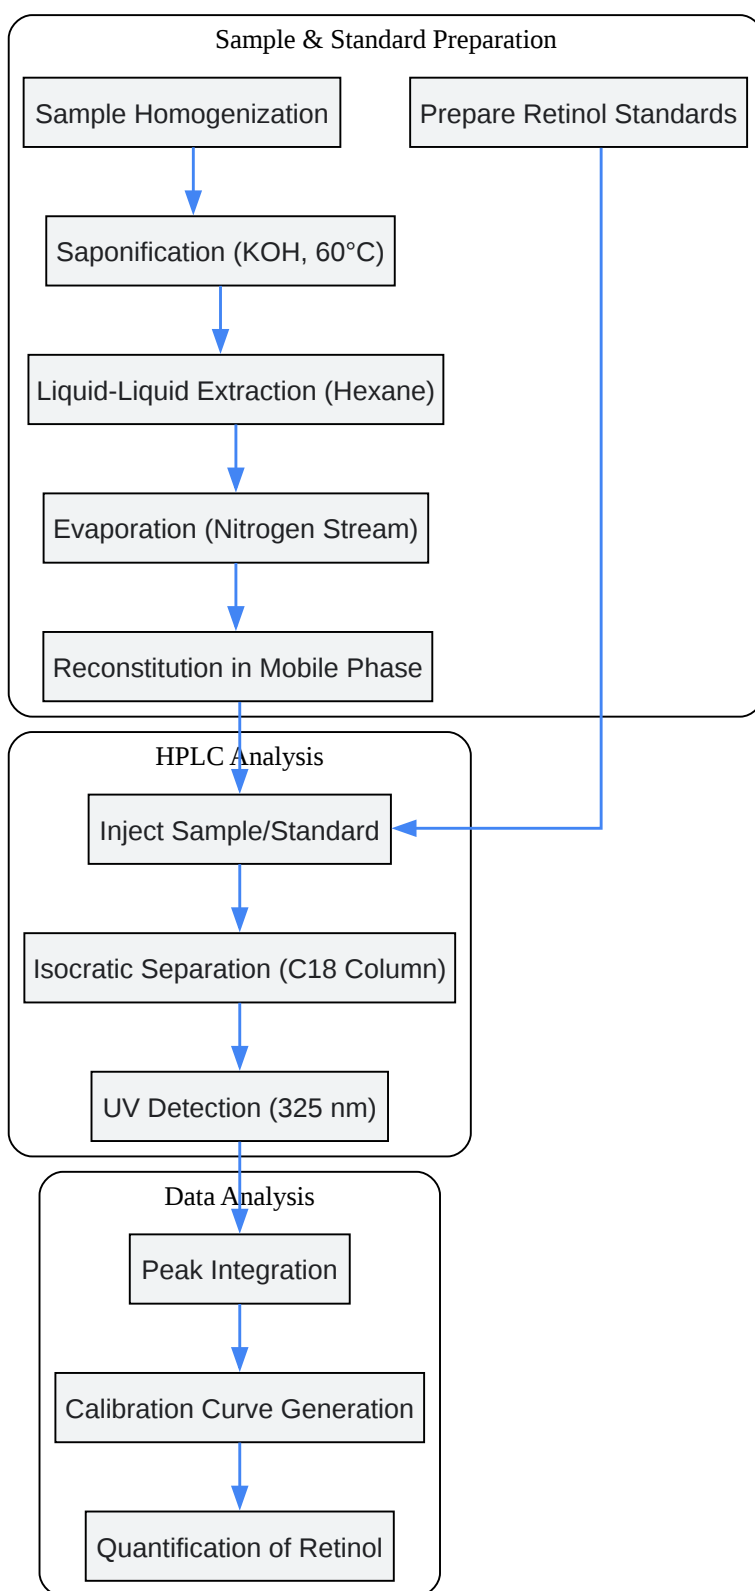 Sample & Standard Preparation
Sample Homogenization
Prepare Retinol Standards
Saponification (KOH, 60°C)
Liquid-Liquid Extraction (Hexane)
Evaporation (Nitrogen Stream)
Reconstitution in Mobile Phase
HPLC Analysis
Inject Sample/Standard
Isocratic Separation (C18 Column)
UV Detection (325 nm)
Data Analysis
Peak Integration
Calibration Curve Generation
Quantification of Retinol